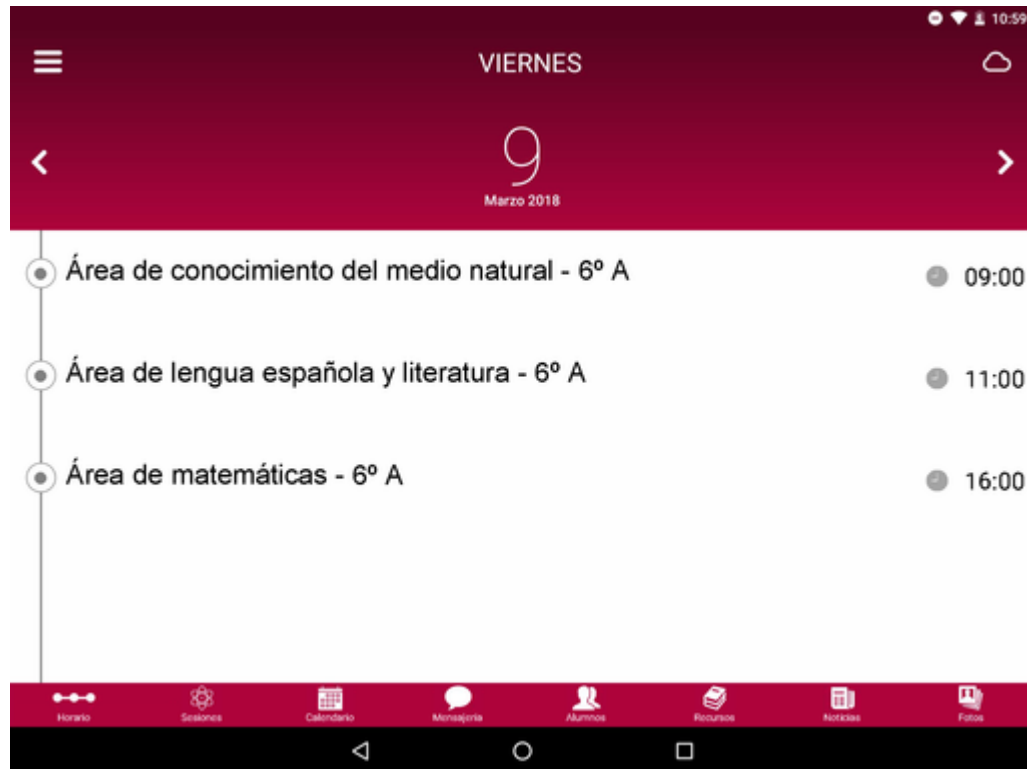 10:59
VIERNES
9
Marzo 2018
Área de conocimiento del medio natural - 6º A 09:00
Área de lengua española y literatura - 6º A 11:00
Área de matemáticas - 6º A 16:00
Horario Sesiones Calendario Mensajería Alumnos Recursos Noticias Fotos